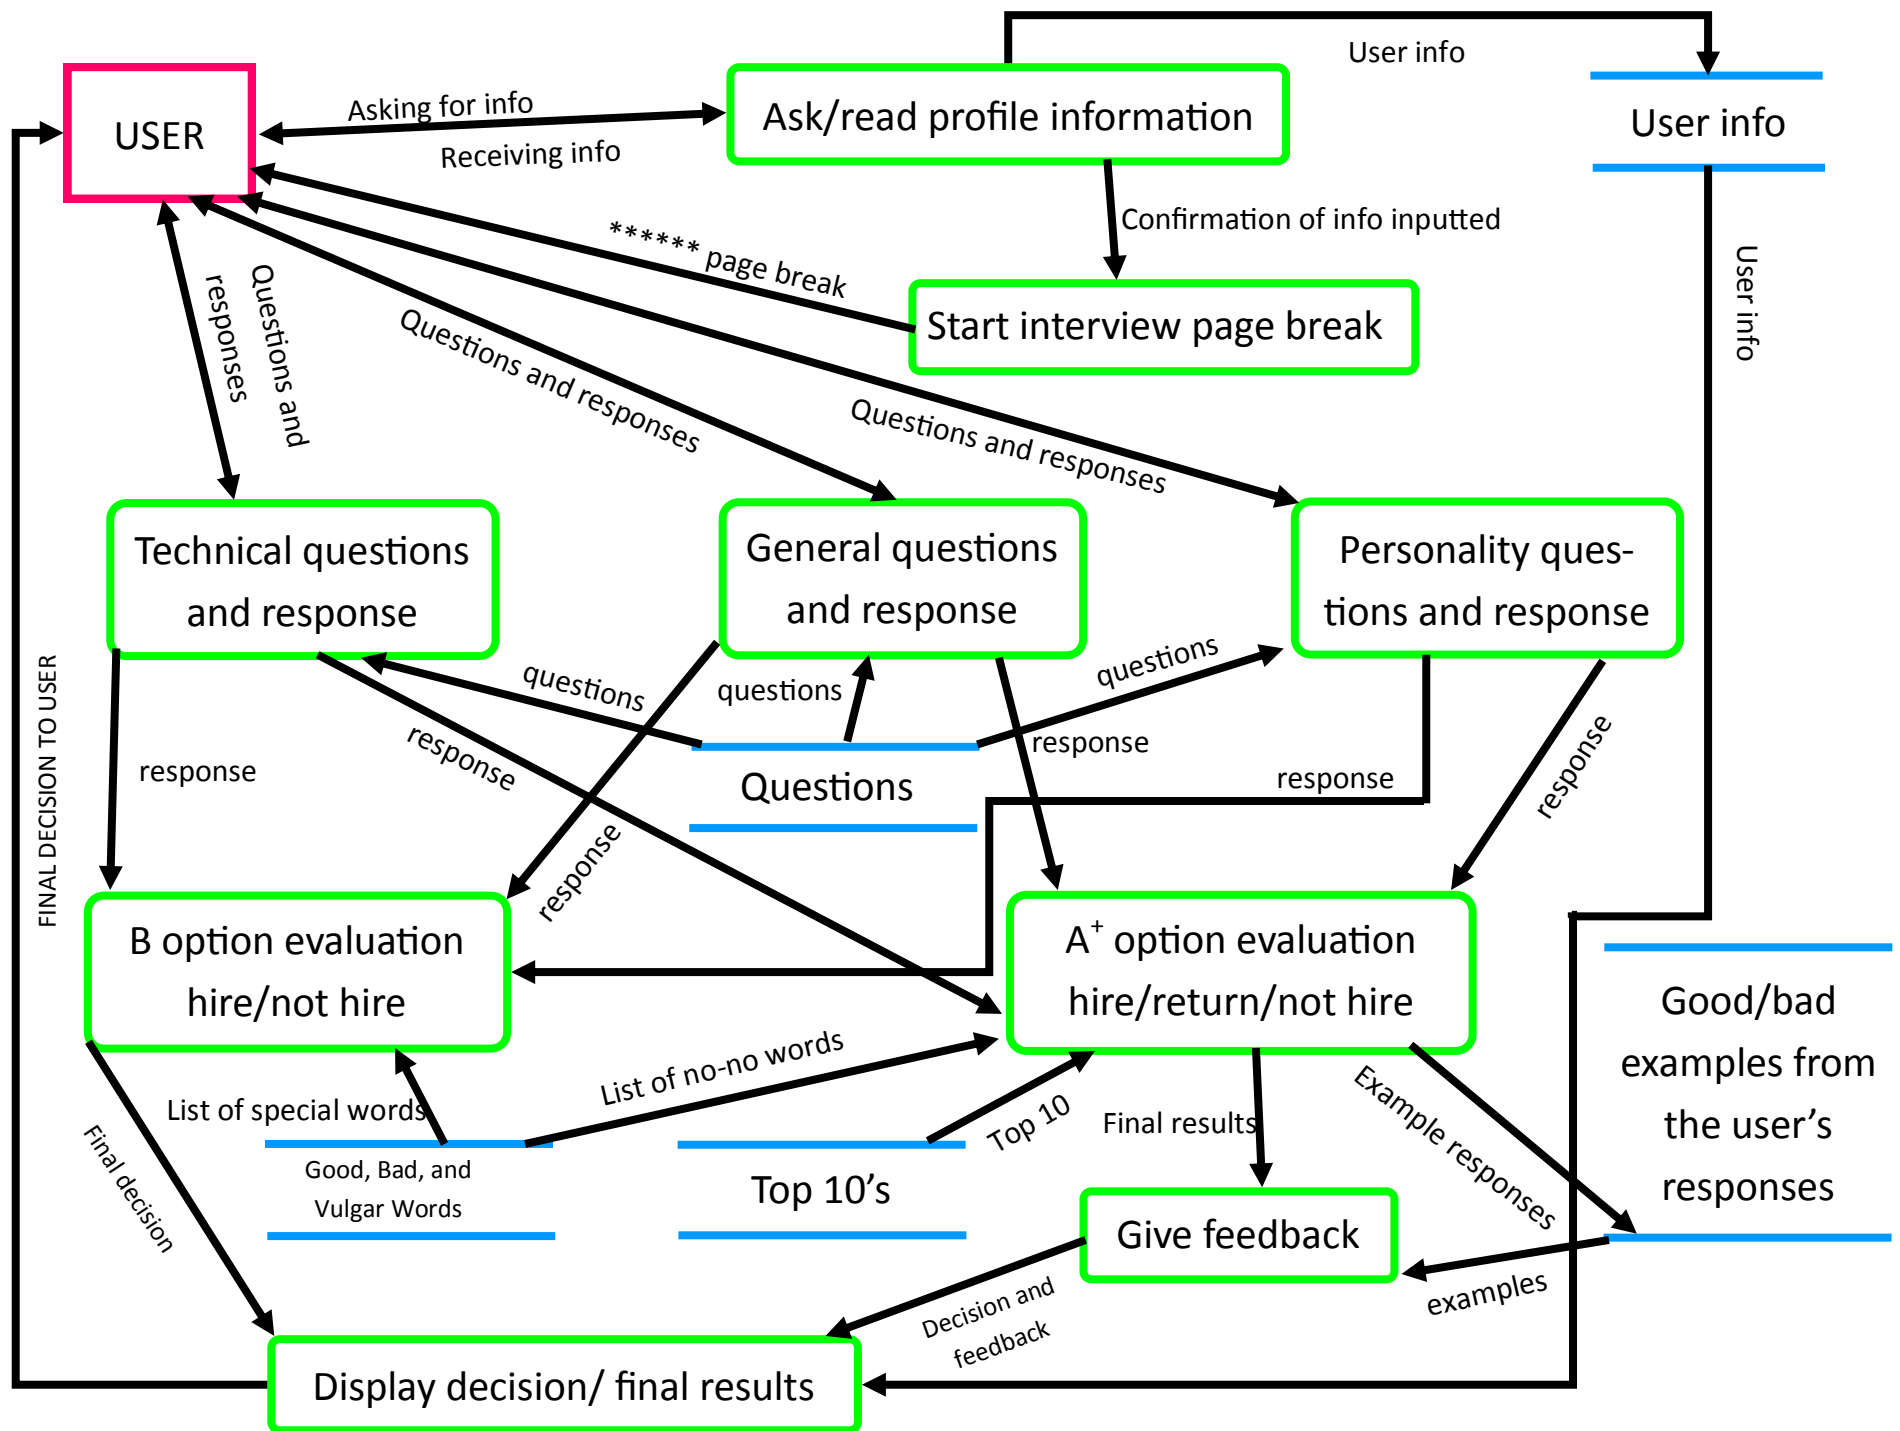 User info
USER
Asking for info
Receiving info
Ask/read profile information
User info
Confirmation of info inputted
****** page break
Start interview page break
User info
Questions and
responses
Questions and responses
Questions and responses
Technical questions
and response
General questions
and response
Personality ques-
tions and response
questions
questions
questions
response
response
response
response
response
response
Questions
FINAL DECISION TO USER
B option evaluation
hire/not hire
A+ option evaluation
hire/return/not hire
Good/bad
examples from
the user’s
responses
List of special words
List of no-no words
Top 10
Final results
Example responses
Final decision
Good, Bad, and
Vulgar Words
Top 10’s
Give feedback
examples
Decision and
feedback
Display decision/ final results